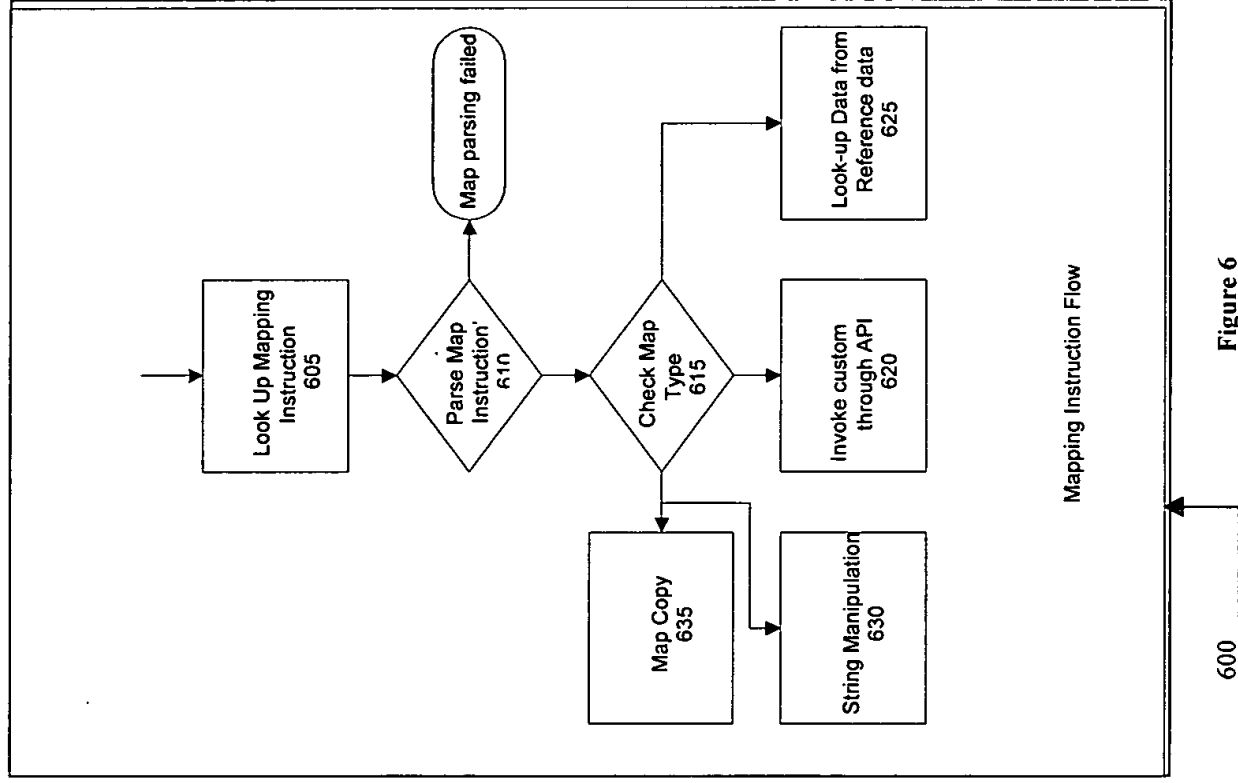 Look Up Mapping
Instruction
605
Parse Map
Instruction'
610
Map parsing failed
Check Map
Type
615
Map Copy
635
String Manipulation
630
Invoke custom
through API
620
Look-up Data from
Reference data
625
Mapping Instruction Flow
600
Figure 6